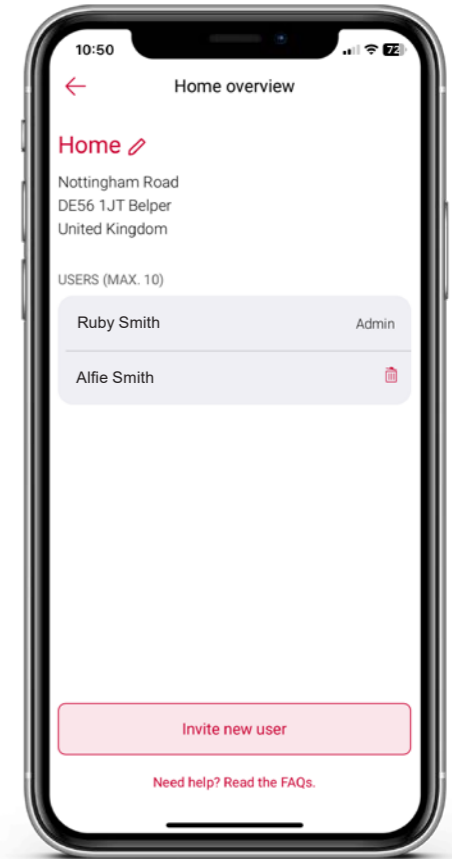 10:50
72
Home overview
Home
Nottingham Road
DE56 1JT Belper
United Kingdom
USERS (MAX. 10)
Ruby Smith
Admin
Alfie Smith
Invite new user
Need help? Read the FAQs.